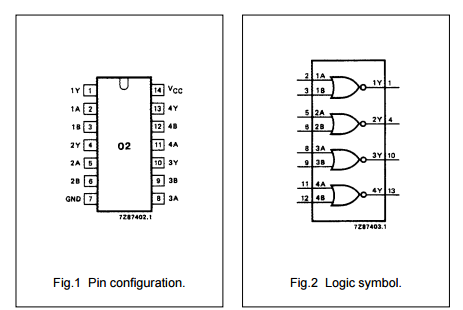 1Y 1 14 VCC
1A 2 13 4Y
1B 3 12 4B
2Y 4 02 11 4A
2A 5 10 3Y
2B 6 9 3B
GND 7 8 3A
7Z87402.1
Fig.1 Pin configuration.
2 1A 1Y 1
3 1B
5 2A 2Y 4
6 2B
8 3A 3Y 10
9 3B
11 4A 4Y 13
12 4B
7Z87403.1
Fig.2 Logic symbol.